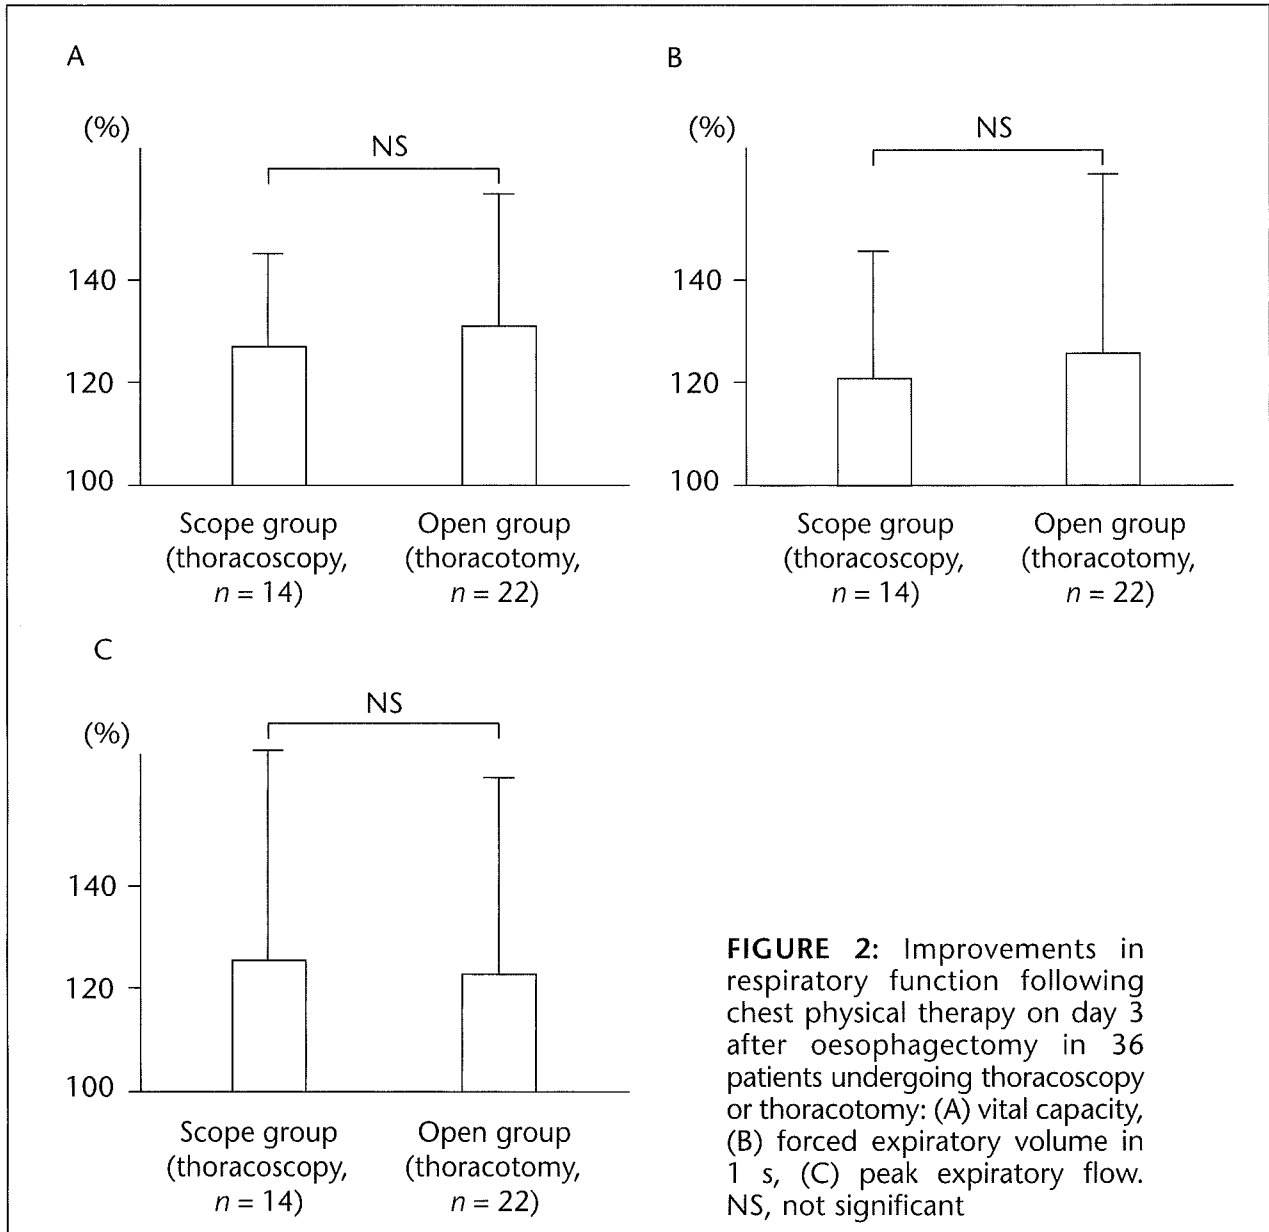 A
(%)
NS
140
120
100
Scope group
(thoracoscopy,
n = 14)
Open group
(thoracotomy,
n = 22)
B
(%)
NS
140
120
100
Scope group
(thoracoscopy,
n = 14)
Open group
(thoracotomy,
n = 22)
C
(%)
NS
140
120
100
Scope group
(thoracoscopy,
n = 14)
Open group
(thoracotomy,
n = 22)
FIGURE 2: Improvements in
respiratory function following
chest physical therapy on day 3
after oesophagectomy in 36
patients undergoing thoracoscopy
or thoracotomy: (A) vital capacity,
(B) forced expiratory volume in
1 s, (C) peak expiratory flow.
NS, not significant